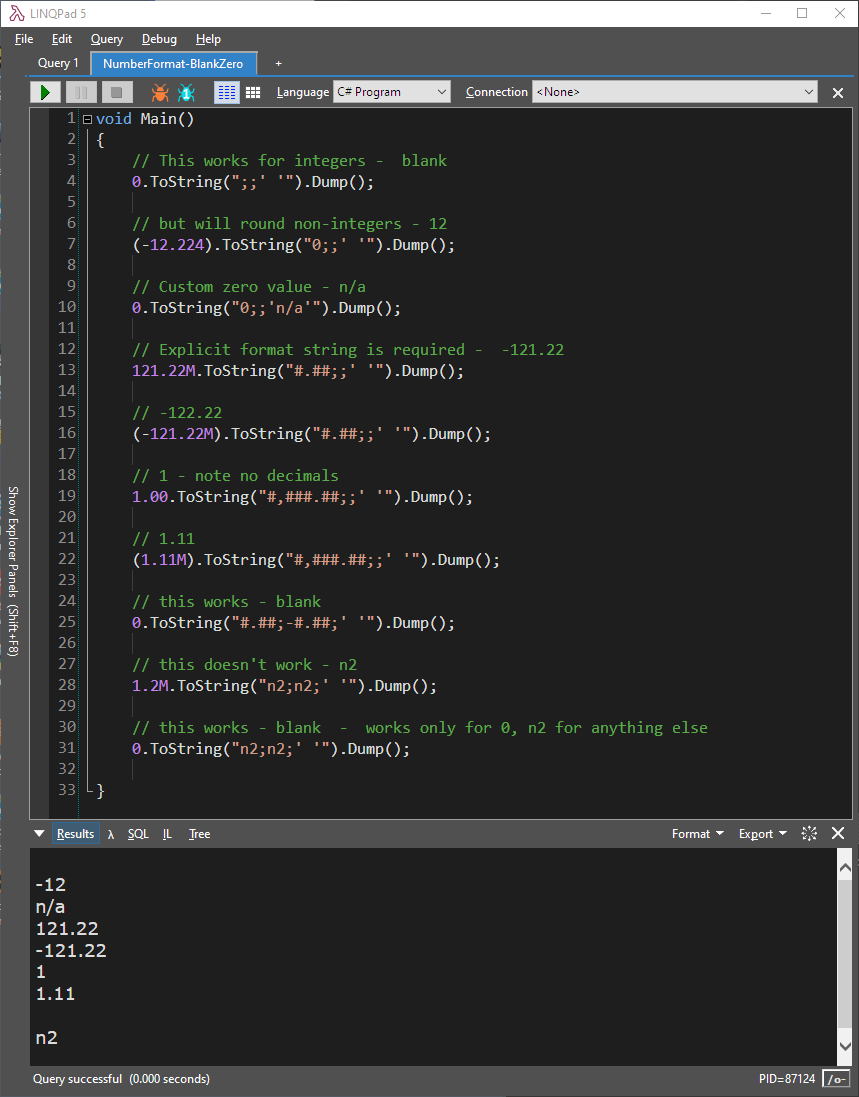 LINQPad 5
File Edit Query Debug Help
Query 1 NumberFormat-BlankZero +
Language C# Program Connection <None>
1 void Main()
2 {
3 // This works for integers -  blank
4 0.ToString(";;' '").Dump();
5
6 // but will round non-integers - 12
7 (-12.224).ToString("0;;' '").Dump();
8
9 // Custom zero value - n/a
10 0.ToString("0;;'n/a'").Dump();
11
12 // Explicit format string is required -  -121.22
13 121.22M.ToString("#.##;;' '").Dump();
14
15 // -122.22
16 (-121.22M).ToString("#.##;;' '").Dump();
17
18 // 1 - note no decimals
19 1.00.ToString("#,###.##;;' '").Dump();
20
21 // 1.11
22 (1.11M).ToString("#,###.##;;' '").Dump();
23
24 // this works - blank
25 0.ToString("#.##;-#.##;' '").Dump();
26
27 // this doesn't work - n2
28 1.2M.ToString("n2;n2;' '").Dump();
29
30 // this works - blank  -  works only for 0, n2 for anything else
31 0.ToString("n2;n2;' '").Dump();
32
33 }
Show Explorer Panels (Shift+F8)
Results λ SQL IL Tree Format Export
-12
n/a
121.22
-121.22
1
1.11
n2
Query successful (0.000 seconds) PID=87124 /o-